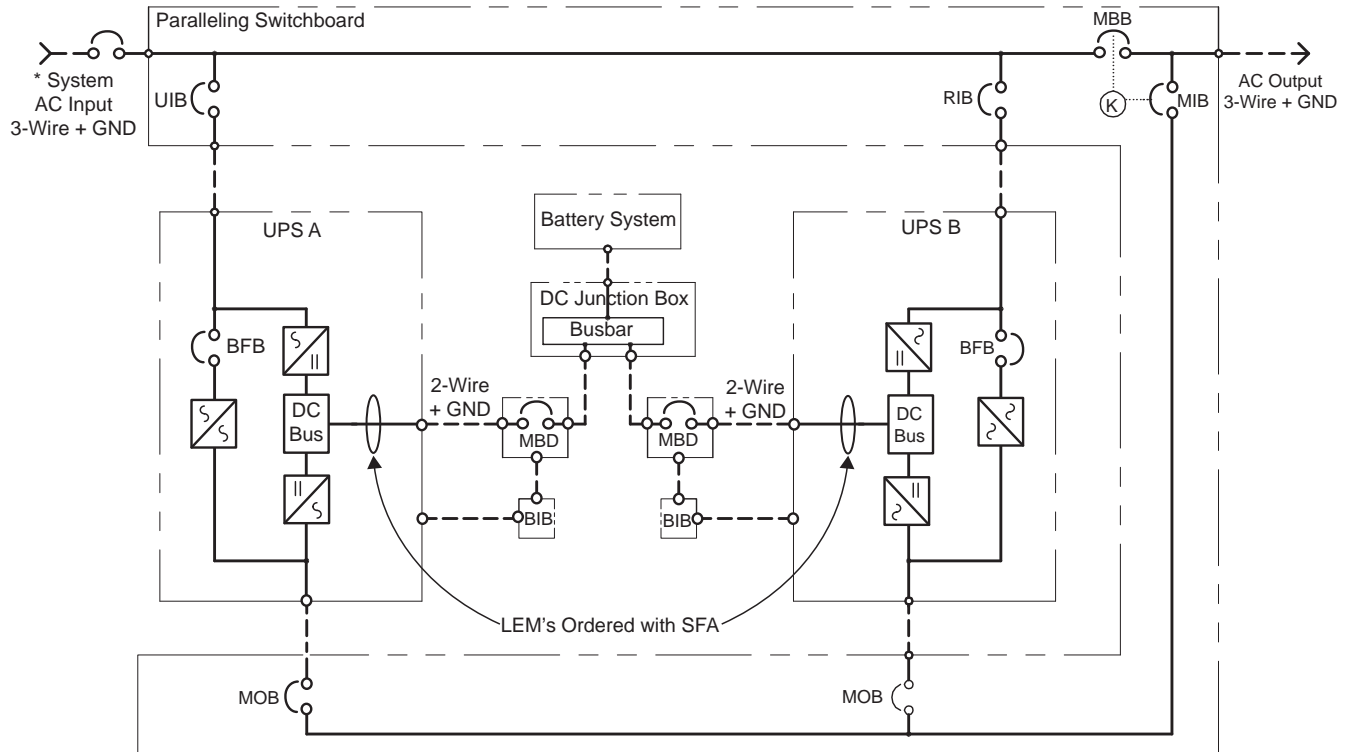 Paralleling Switchboard
MBB
* System
AC Input
3-Wire + GND
UIB
RIB
K
MIB
AC Output
3-Wire + GND
UPS A
Battery System
UPS B
DC Junction Box
Busbar
BFB
BFB
2-Wire
+ GND
2-Wire
+ GND
DC
Bus
DC
Bus
MBD
MBD
BIB
BIB
LEM's Ordered with SFA
MOB
MOB